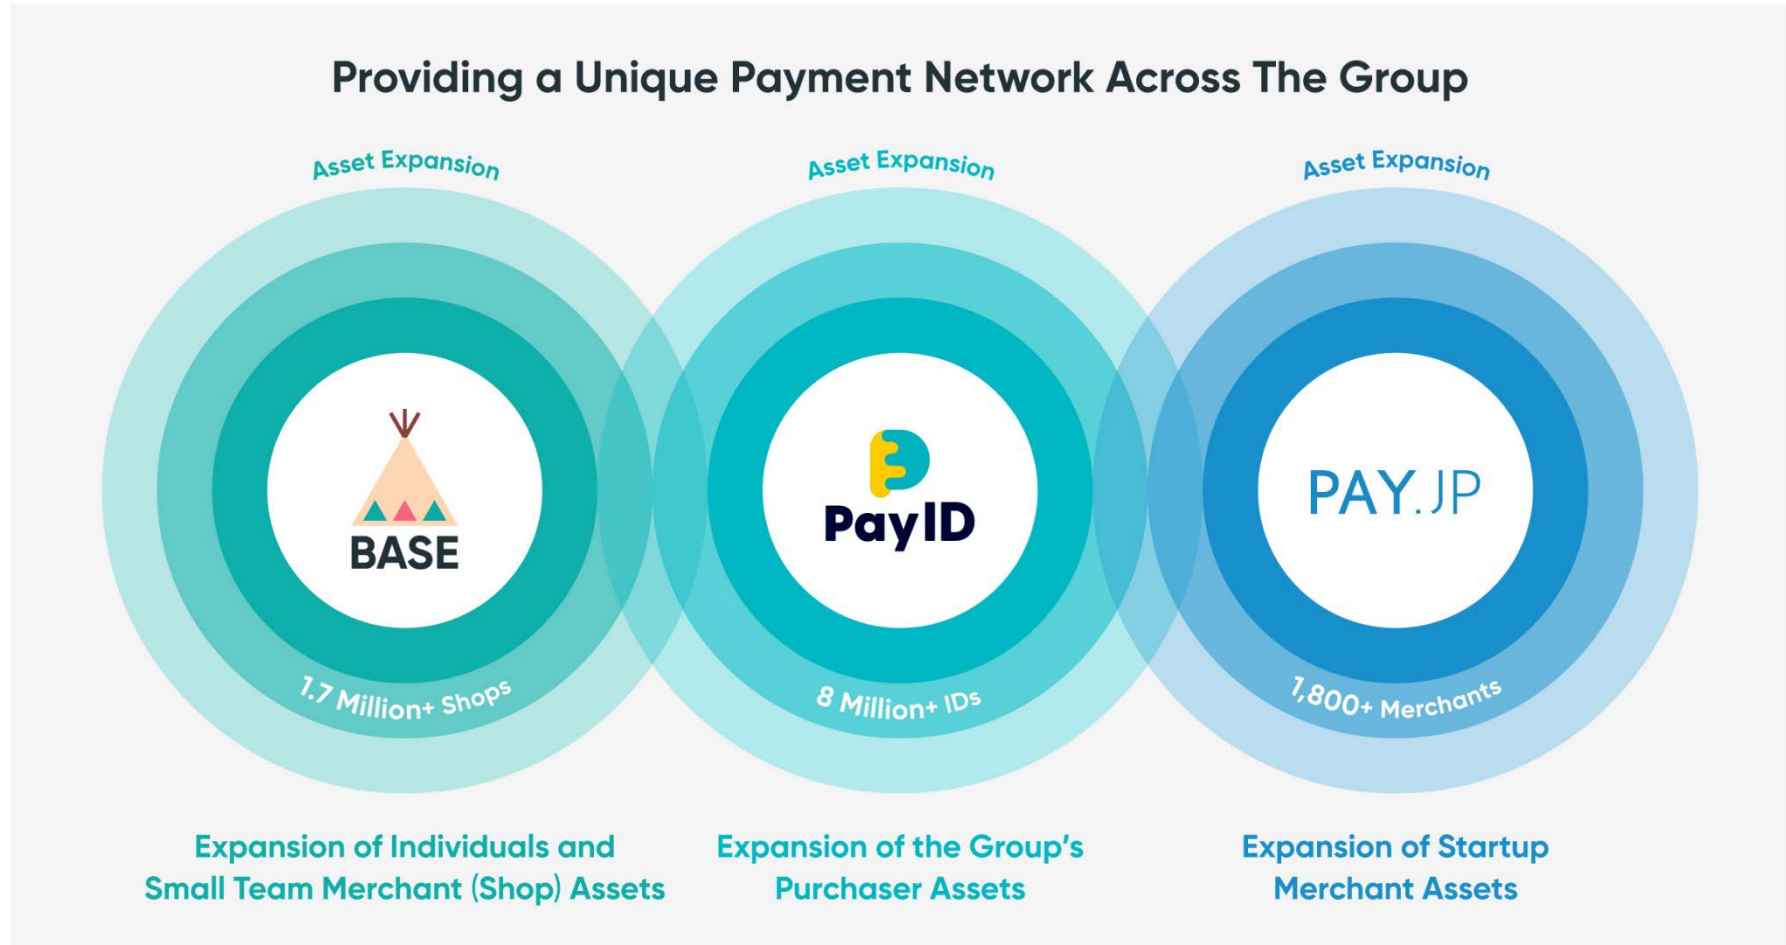 Providing a Unique Payment Network Across The Group
Asset Expansion
Asset Expansion
Asset Expansion
BASE
PayID
PAY.JP
1.7 Million+ Shops
8 Million+ IDs
1,800+ Merchants
Expansion of Individuals and
Small Team Merchant (Shop) Assets
Expansion of the Group's
Purchaser Assets
Expansion of Startup
Merchant Assets